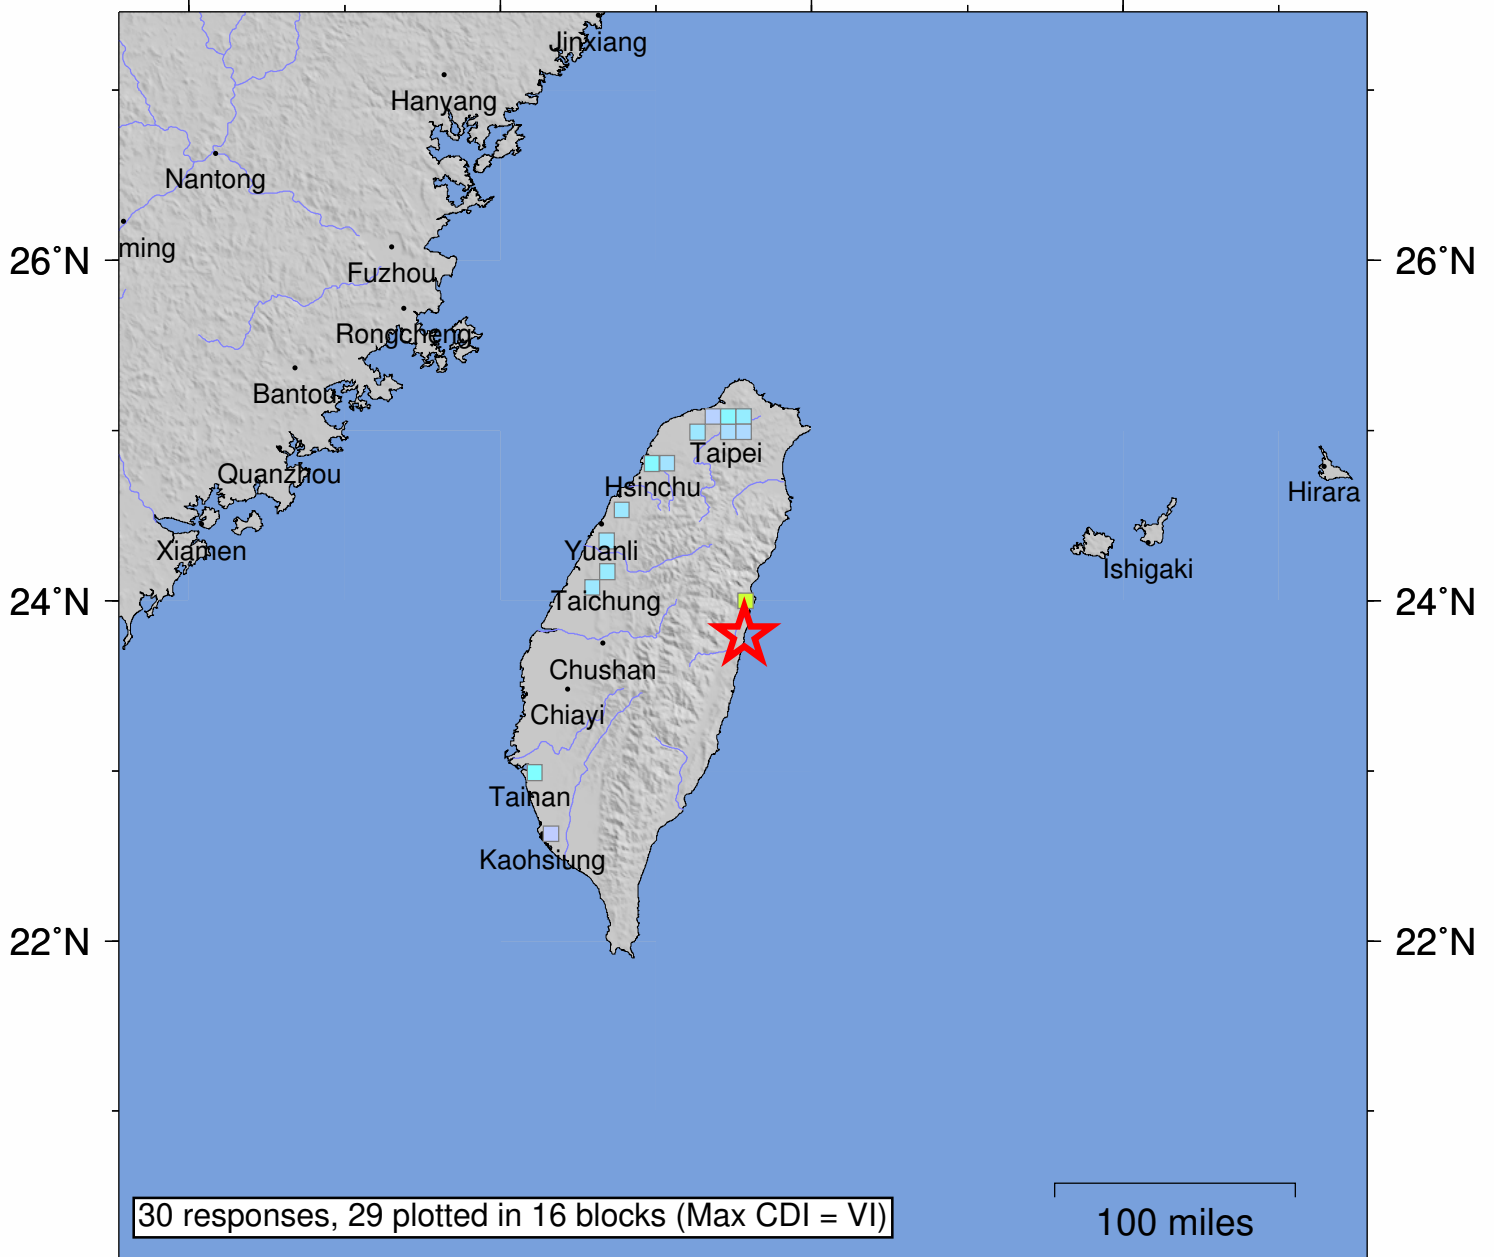 Jinxiang
Hanyang
Nantong
ming
26˚N
26˚N
Fuzhou
Rongcheng
Bantou
Taipei
Quanzhou
Hsinchu
Hirara
Xiamen
Yuanli
Ishigaki
24˚N
Taichung
24˚N
Chushan
Chiayi
Tainan
Kaohsiung
22˚N
22˚N
30 responses, 29 plotted in 16 blocks (Max CDI = VI)
100 miles